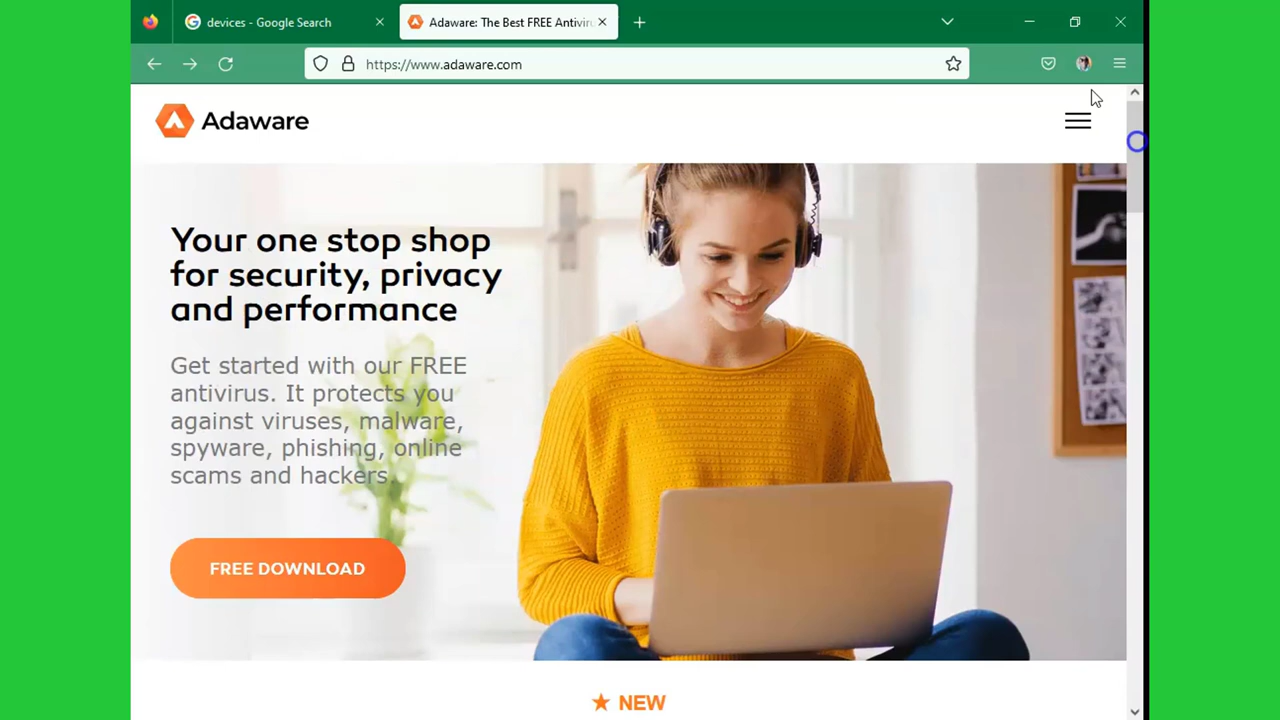 devices - Google Search
Adaware: The Best FREE Antiviru
https://www.adaware.com
Adaware
Your one stop shop
for security, privacy
and performance
Get started with our FREE
antivirus. It protects you
against viruses, malware,
spyware, phishing, online
scams and hackers.
FREE DOWNLOAD
★ NEW